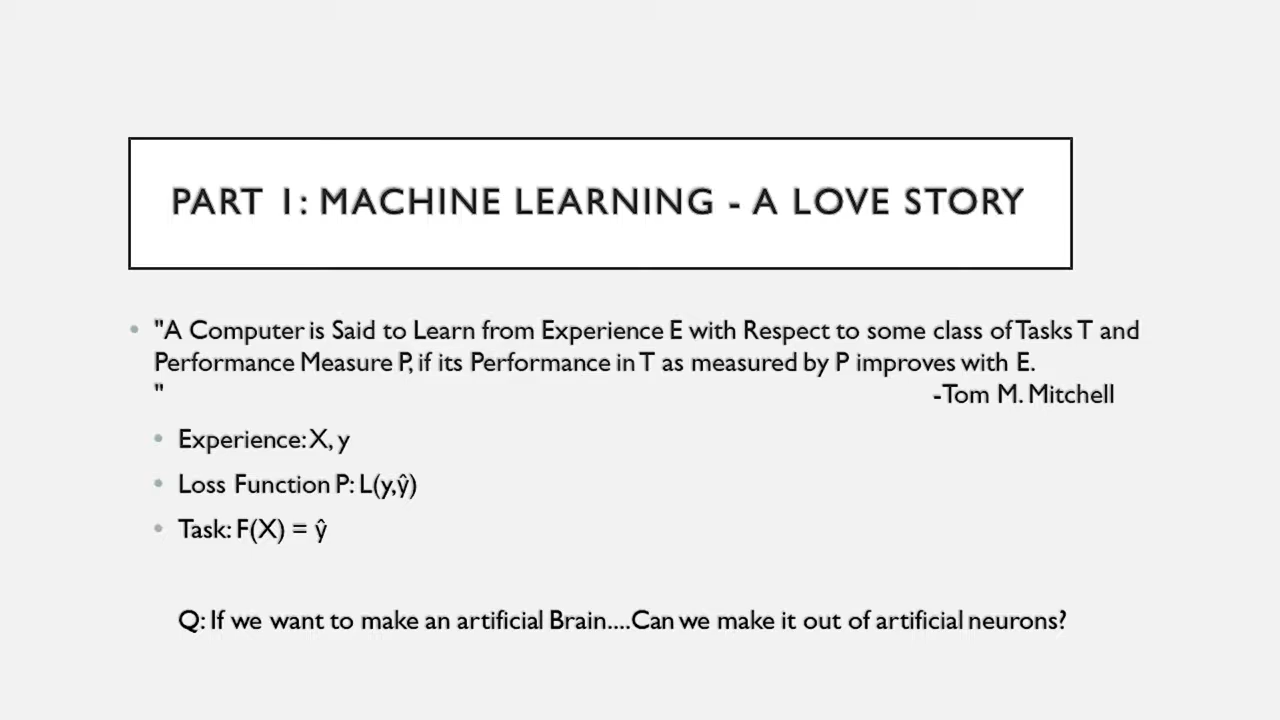 PART 1: MACHINE LEARNING - A LOVE STORY
"A Computer is Said to Learn from Experience E with Respect to some class of Tasks T and
Performance Measure P, if its Performance in T as measured by P improves with E.
" -Tom M. Mitchell
Experience: X, y
Loss Function P: L(y,ŷ)
Task: F(X) = ŷ
Q: If we want to make an artificial Brain....Can we make it out of artificial neurons?